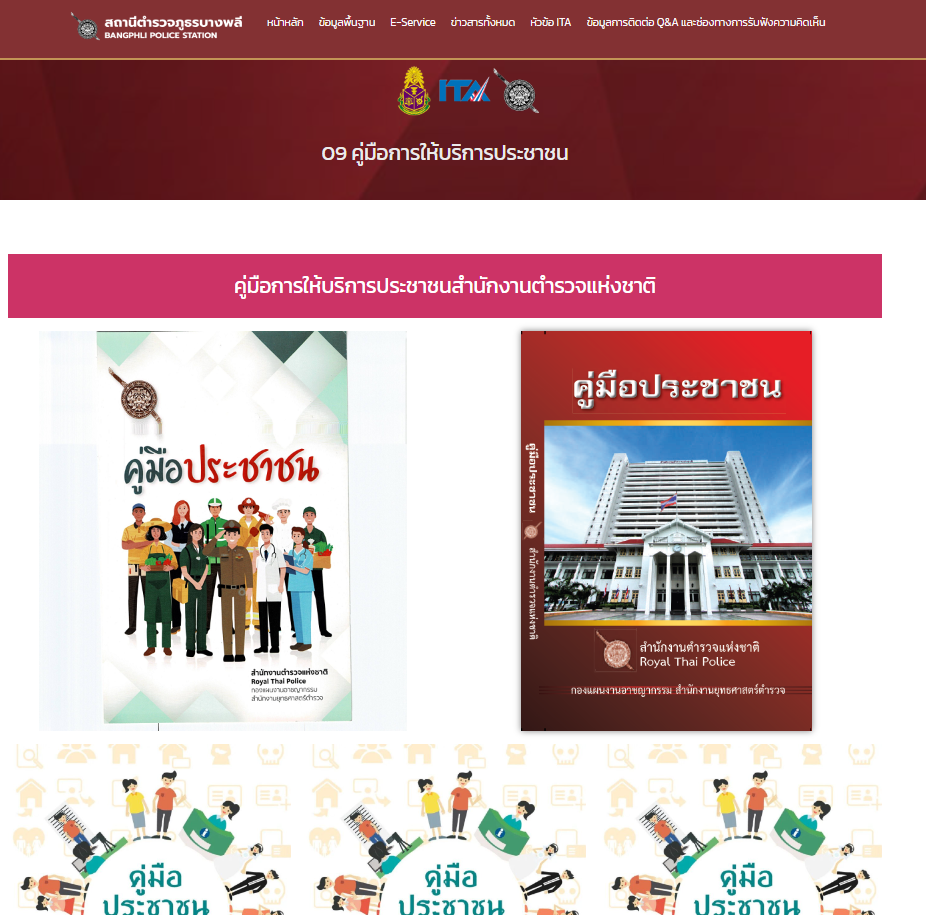 สถานีตำรวจภูธรบางพลี
BANGPHLI POLICE STATION
หน้าหลัก ข้อมูลพื้นฐาน E-Service ข่าวสารทั้งหมด หัวข้อ ITA ข้อมูลการติดต่อ Q&A และช่องทางการรับฟังความคิดเห็น
ITA
O9 คู่มือการให้บริการประชาชน
คู่มือการให้บริการประชาชนสำนักงานตำรวจแห่งชาติ
คู่มือประชาชน
สำนักงานตำรวจแห่งชาติ
Royal Thai Police
กองแผนงานอาชญากรรม
สำนักงานยุทธศาสตร์ตำรวจ
คู่มือประชาชน
คู่มือประชาชน สำนักงานตำรวจแห่งชาติ
สำนักงานตำรวจแห่งชาติ
Royal Thai Police
กองแผนงานอาชญากรรม สำนักงานยุทธศาสตร์ตำรวจ
คู่มือ
ประชาชน
คู่มือ
ประชาชน
คู่มือ
ประชาชน